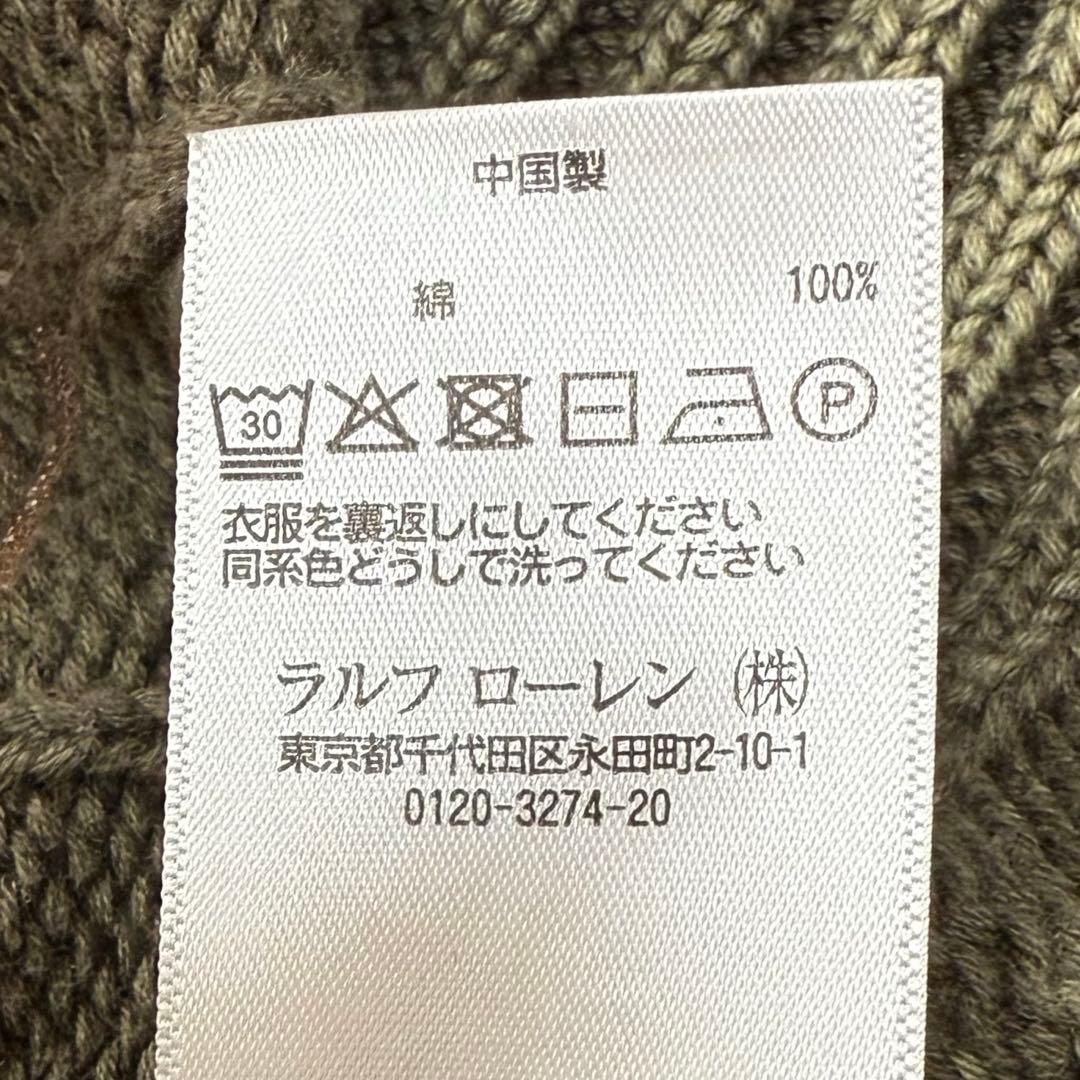 中国製
綿 100%
30 P
衣服を裏返しにしてください
同系色どうしで洗ってください
ラルフ ローレン ㈱
東京都千代田区永田町2-10-1
0120-3274-20